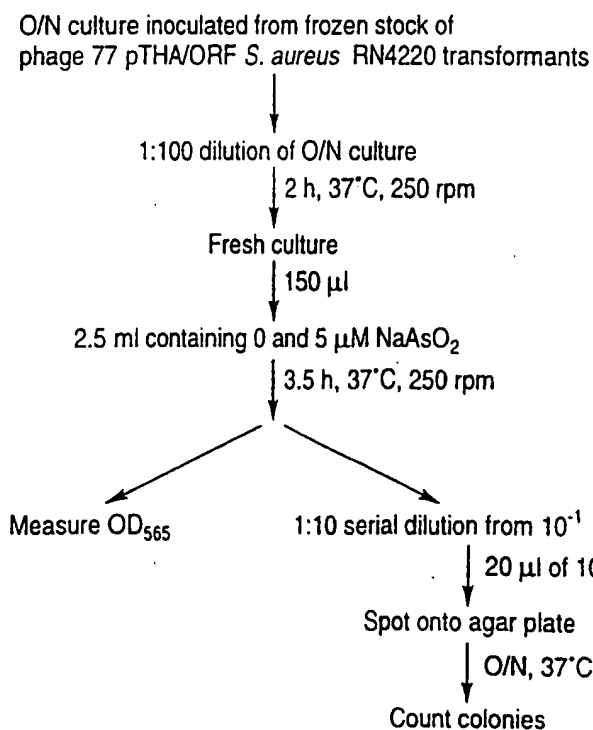 O/N culture inoculated from frozen stock of
phage 77 pTHA/ORF S. aureus RN4220 transformants
1:100 dilution of O/N culture
2 h, 37°C, 250 rpm
Fresh culture
150 μl
2.5 ml containing 0 and 5 μM NaAsO₂
3.5 h, 37°C, 250 rpm
Measure OD₅₆₅
1:10 serial dilution from 10⁻¹
20 μl of
Spot onto agar plate
O/N, 37°C
Count colonies